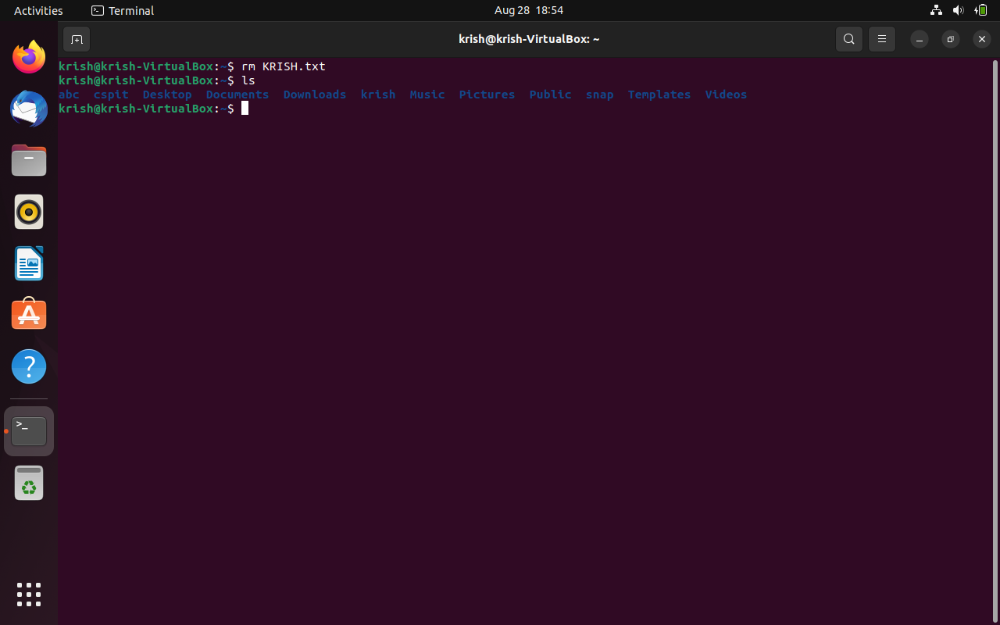 Activities Terminal Aug 28 18:54
krish@krish-VirtualBox: ~
krish@krish-VirtualBox:~$ rm KRISH.txt
krish@krish-VirtualBox:~$ ls
abc cspit Desktop Documents Downloads krish Music Pictures Public snap Templates Videos
krish@krish-VirtualBox:~$